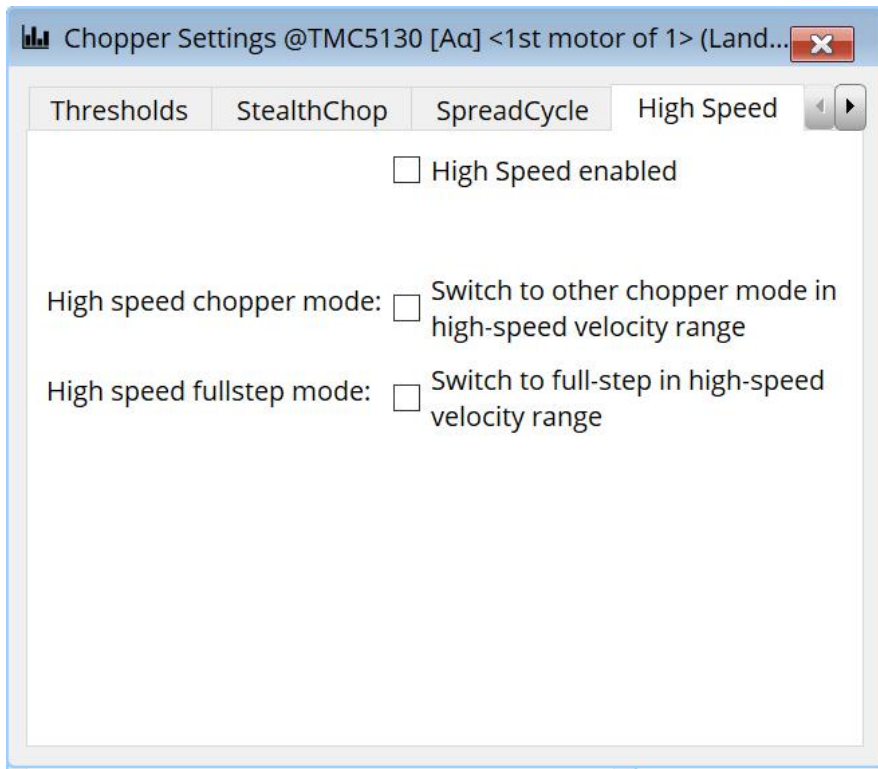 Chopper Settings @TMC5130 [Aα] <1st motor of 1> (Land...
Thresholds StealthChop SpreadCycle High Speed
High Speed enabled
High speed chopper mode: Switch to other chopper mode in
high-speed velocity range
High speed fullstep mode: Switch to full-step in high-speed
velocity range